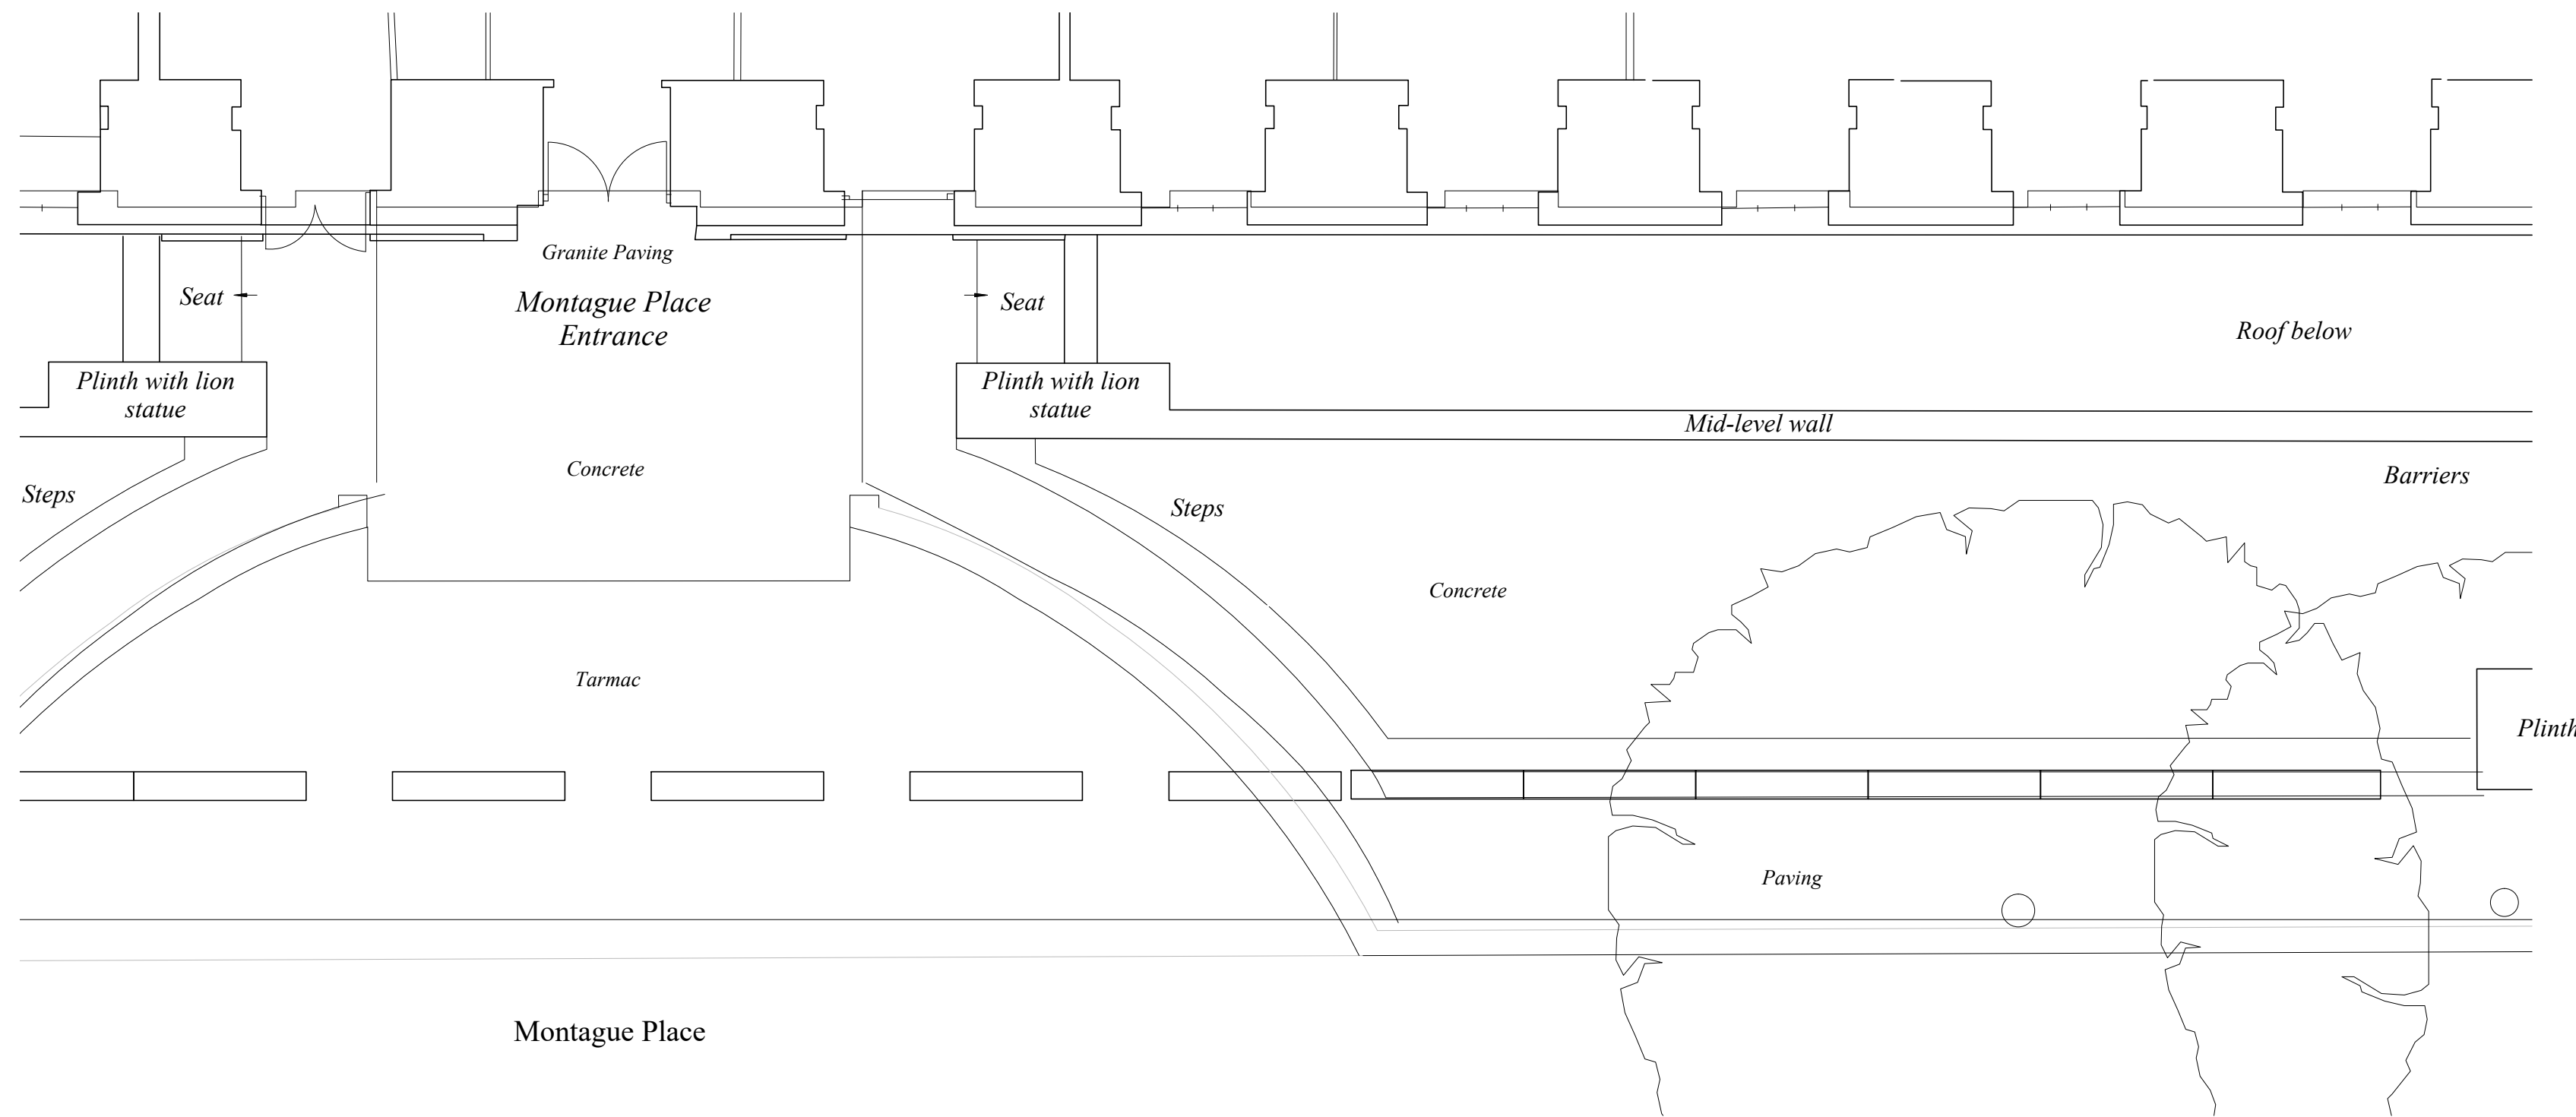 Granite Paving
Seat
Montague Place
Entrance
Seat
Roof below
Plinth with lion
statue
Plinth with lion
statue
Mid-level wall
Concrete
Barriers
Steps
Steps
Concrete
Tarmac
Plinth
Paving
Montague Place